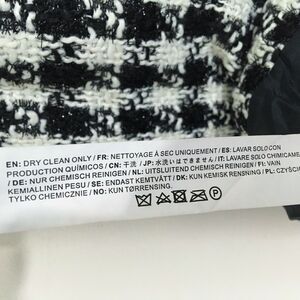 EN: DRY CLEAN ONLY / FR: NETTOYAGE À SEC UNIQUEMENT / ES: LAVAR SOLO CON
PRODUCTION QUÍMICOS / CN: 干洗 / JP: 水洗いはできません / IT: LAVARE SOLO CHIMICAME
/ DE: NUR CHEMISCH REINIGEN / NL: UITSLUITEND CHEMISCH REINIGEN / FI: VAIN
KEMIALLINEN PESU / SE: ENDAST KEMTVÄTT / DK: KUN KEMISK RENSNING / PL: CZYŚCI
TYLKO CHEMICZNIE / NO: KUN TØRRENSING.
P